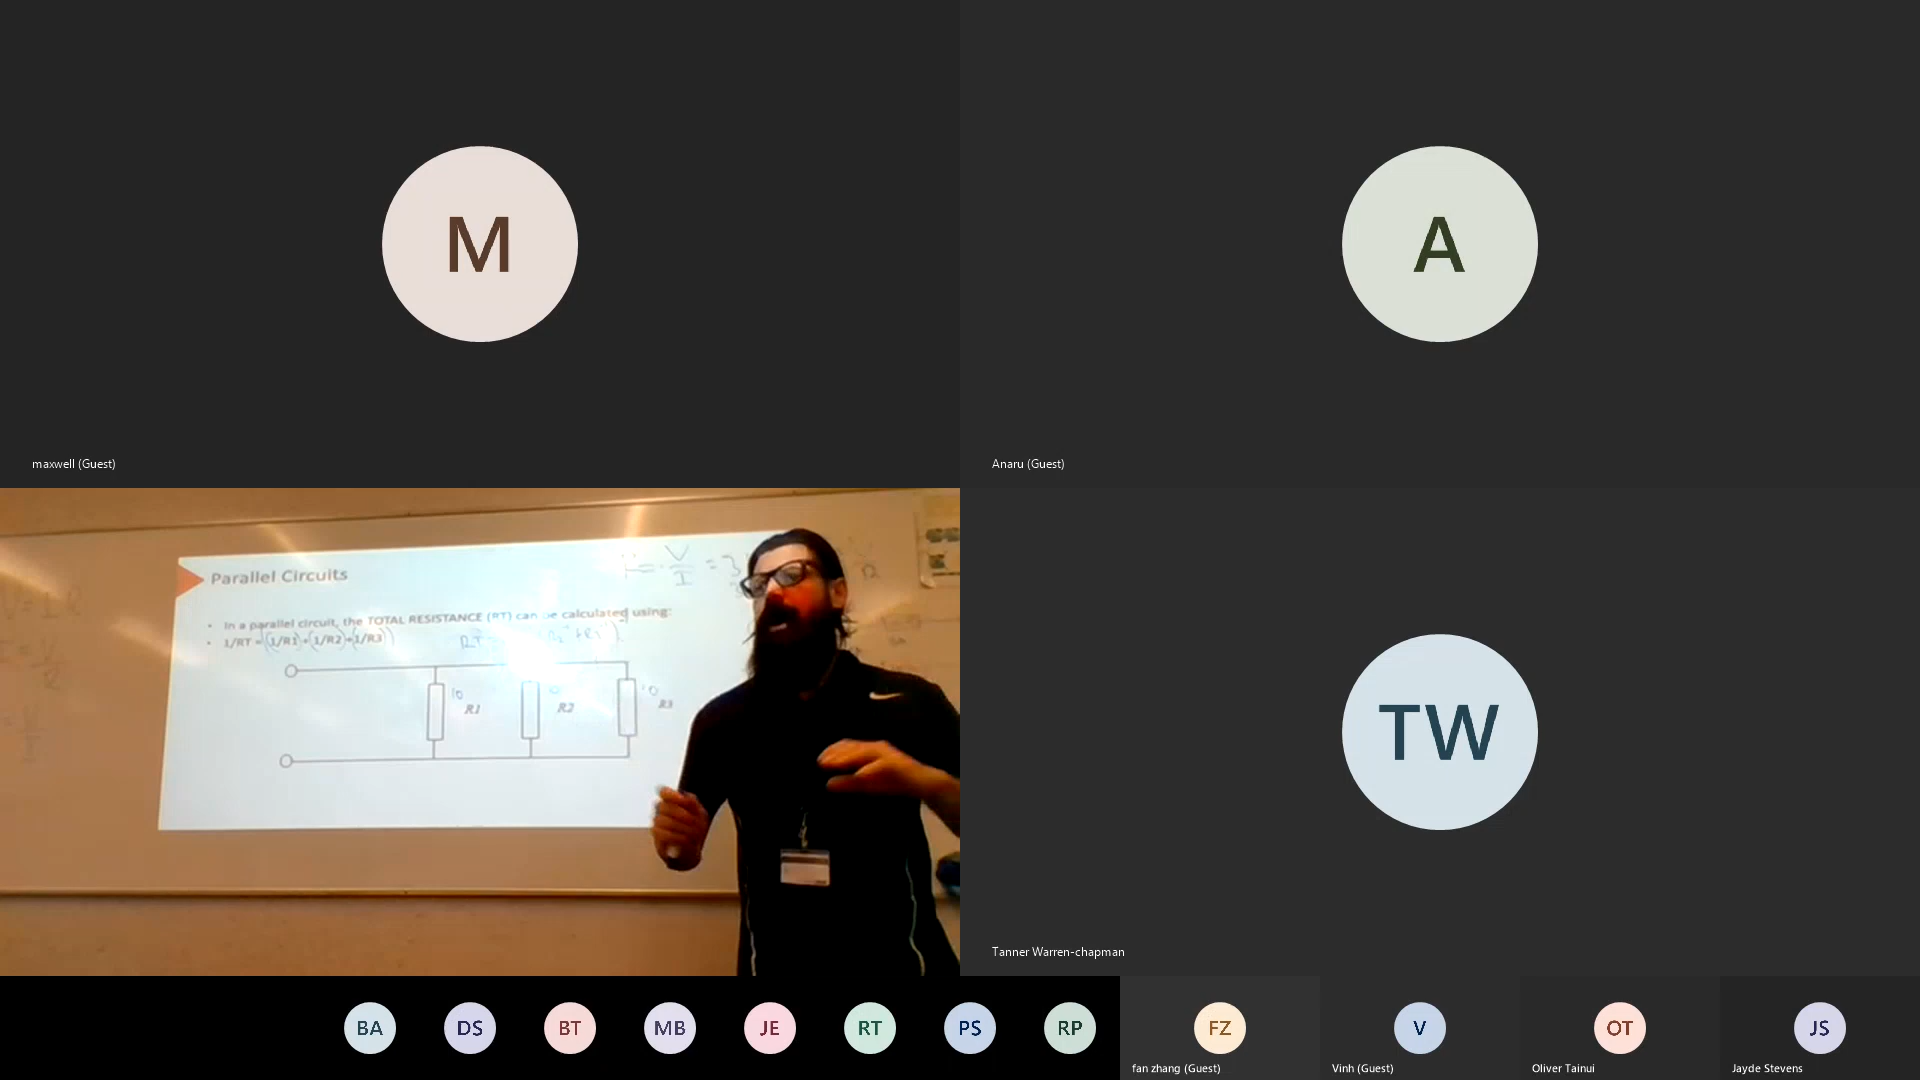 M
A
maxwell (Guest)
Anaru (Guest)
Parallel Circuits
• In a parallel circuit, the TOTAL RESISTANCE (RT) can be calculated using:
• 1/RT = ((1/R1)+(1/R2)+(1/R3))
V
I
= 3
10
R1
R2
R3
TW
Tanner Warren-chapman
BA DS BT MB JE RT PS RP FZ V OT JS
fan zhang (Guest) Vinh (Guest) Oliver Tainui Jayde Stevens